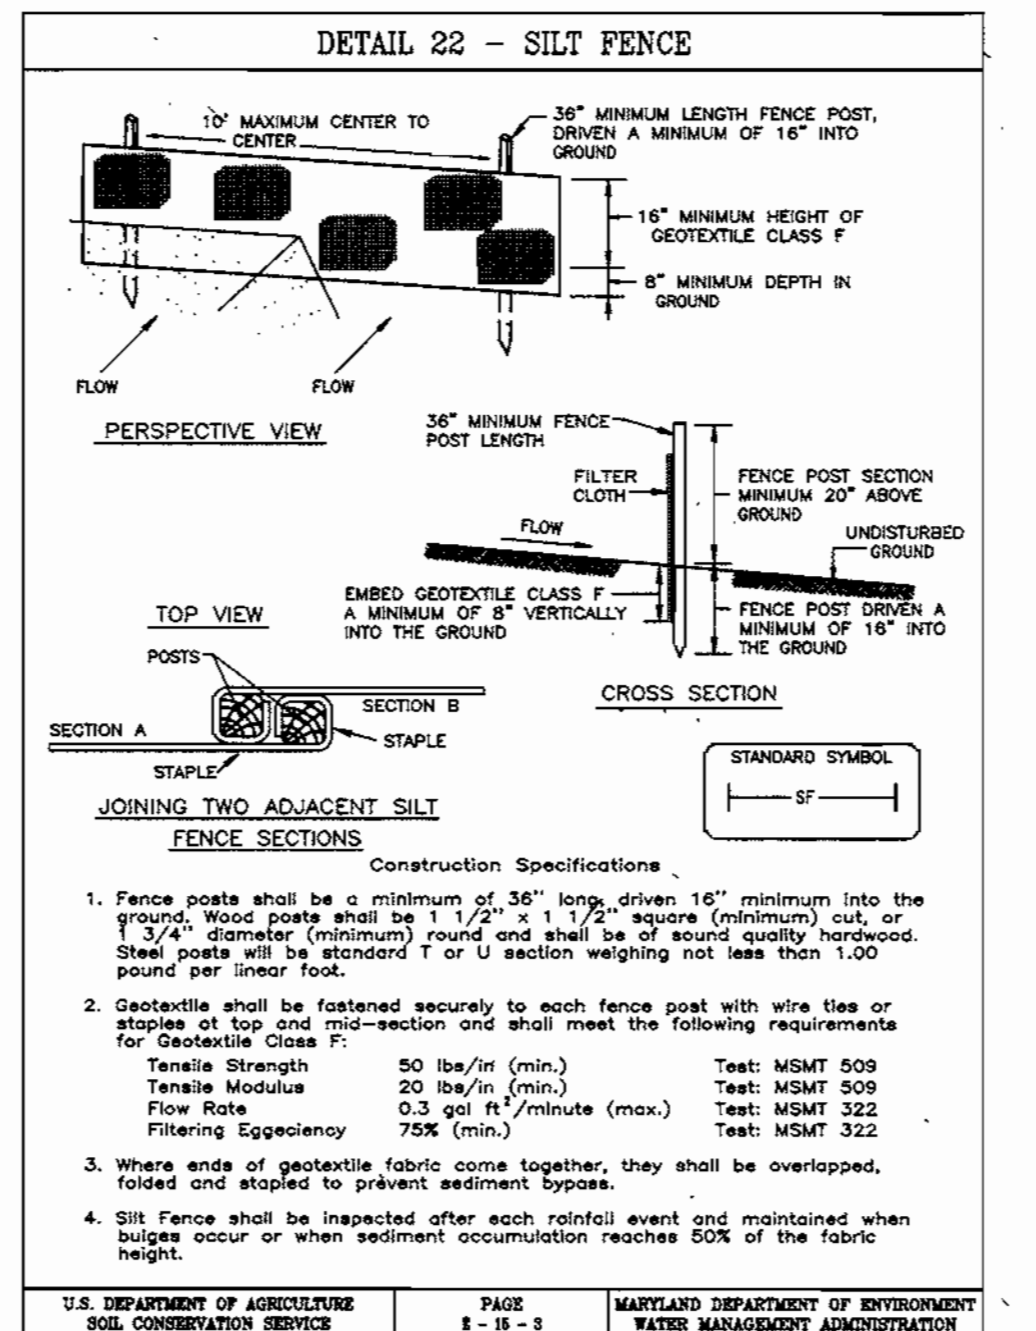 DETAIL 22 - SILT FENCE
10' MAXIMUM CENTER TO
CENTER
36" MINIMUM LENGTH FENCE POST,
DRIVEN A MINIMUM OF 16" INTO
GROUND
16" MINIMUM HEIGHT OF
GEOTEXTILE CLASS F
8" MINIMUM DEPTH IN
GROUND
FLOW
FLOW
PERSPECTIVE VIEW
36" MINIMUM FENCE
POST LENGTH
FILTER
CLOTH
FENCE POST SECTION
MINIMUM 20" ABOVE
GROUND
FLOW
UNDISTURBED
GROUND
EMBED GEOTEXTILE CLASS F
A MINIMUM OF 8" VERTICALLY
INTO THE GROUND
FENCE POST DRIVEN A
MINIMUM OF 16" INTO
THE GROUND
CROSS SECTION
TOP VIEW
POSTS
SECTION B
SECTION A
STAPLE
STAPLE
JOINING TWO ADJACENT SILT
FENCE SECTIONS
STANDARD SYMBOL
SF
Construction Specifications
1. Fence posts shall be a minimum of 36" long driven 16" minimum into the
ground. Wood posts shall be 1 1/2" x 1 1/2" square (minimum) cut, or
1 3/4" diameter (minimum) round and shall be of sound quality hardwood.
Steel posts will be standard T or U section weighing not less than 1.00
pound per linear foot.
2. Geotextile shall be fastened securely to each fence post with wire ties or
staples at top and mid-section and shall meet the following requirements
for Geotextile Class F:
Tensile Strength 50 lbs/in (min.) Test: MSMT 509
Tensile Modulus 20 lbs/in (min.) Test: MSMT 509
Flow Rate 0.3 gal ft²/minute (max.) Test: MSMT 322
Filtering Eggeciency 75% (min.) Test: MSMT 322
3. Where ends of geotextile fabric come together, they shall be overlapped,
folded and stapled to prevent sediment bypass.
4. Silt Fence shall be inspected after each rainfall event and maintained when
bulges occur or when sediment accumulation reaches 50% of the fabric
height.
U.S. DEPARTMENT OF AGRICULTURE
SOIL CONSERVATION SERVICE
PAGE
E - 15 - 3
MARYLAND DEPARTMENT OF ENVIRONMENT
WATER MANAGEMENT ADMINISTRATION